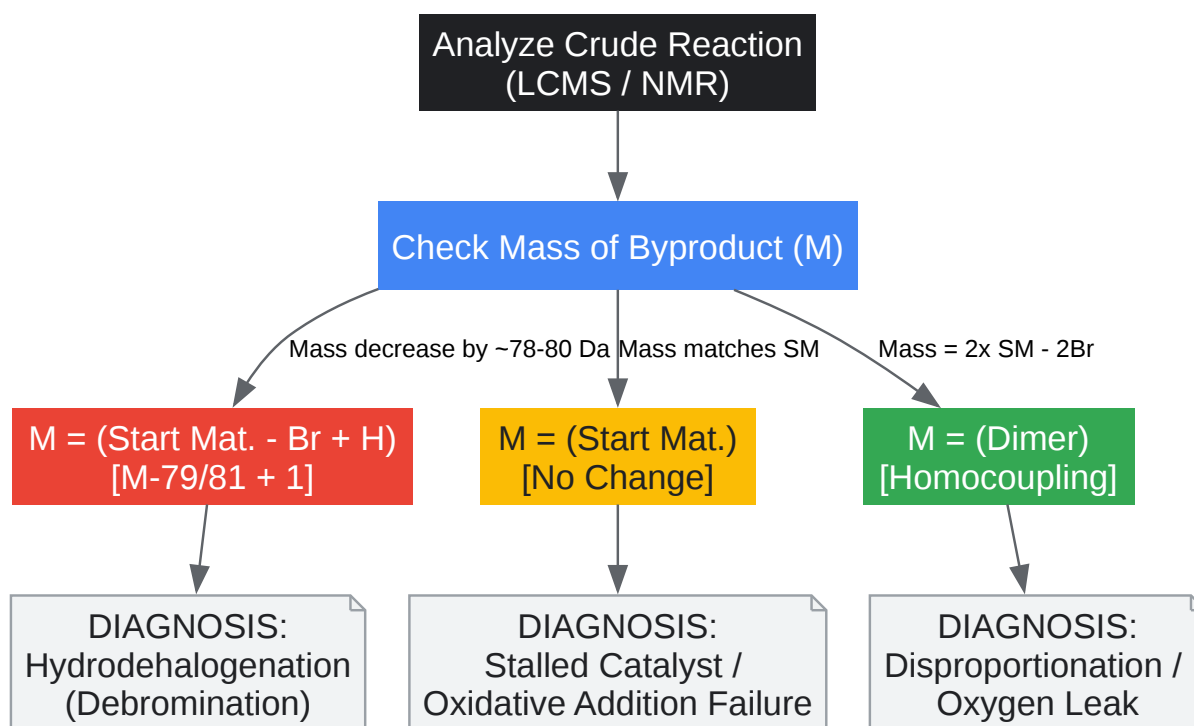 Analyze Crude Reaction
(LCMS / NMR)
Check Mass of Byproduct (M)
Mass decrease by ~78-80 Da
Mass matches SM
Mass = 2x SM - 2Br
M = (Start Mat. - Br + H)
[M-79/81 + 1]
M = (Start Mat.)
[No Change]
M = (Dimer)
[Homocoupling]
DIAGNOSIS:
Hydrodehalogenation
(Debromination)
DIAGNOSIS:
Stalled Catalyst /
Oxidative Addition Failure
DIAGNOSIS:
Disproportionation /
Oxygen Leak